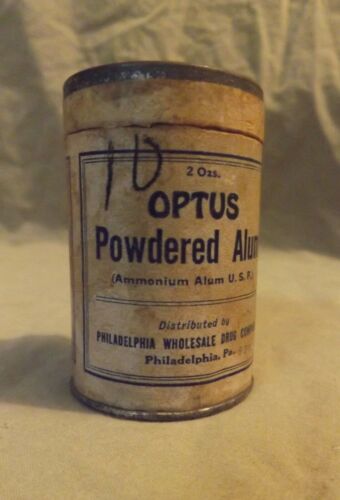 10
2 Ozs.
OPTUS
Powdered Alum
(Ammonium Alum U. S. P.)
Distributed by
PHILADELPHIA WHOLESALE DRUG
Philadelphia, Pa.